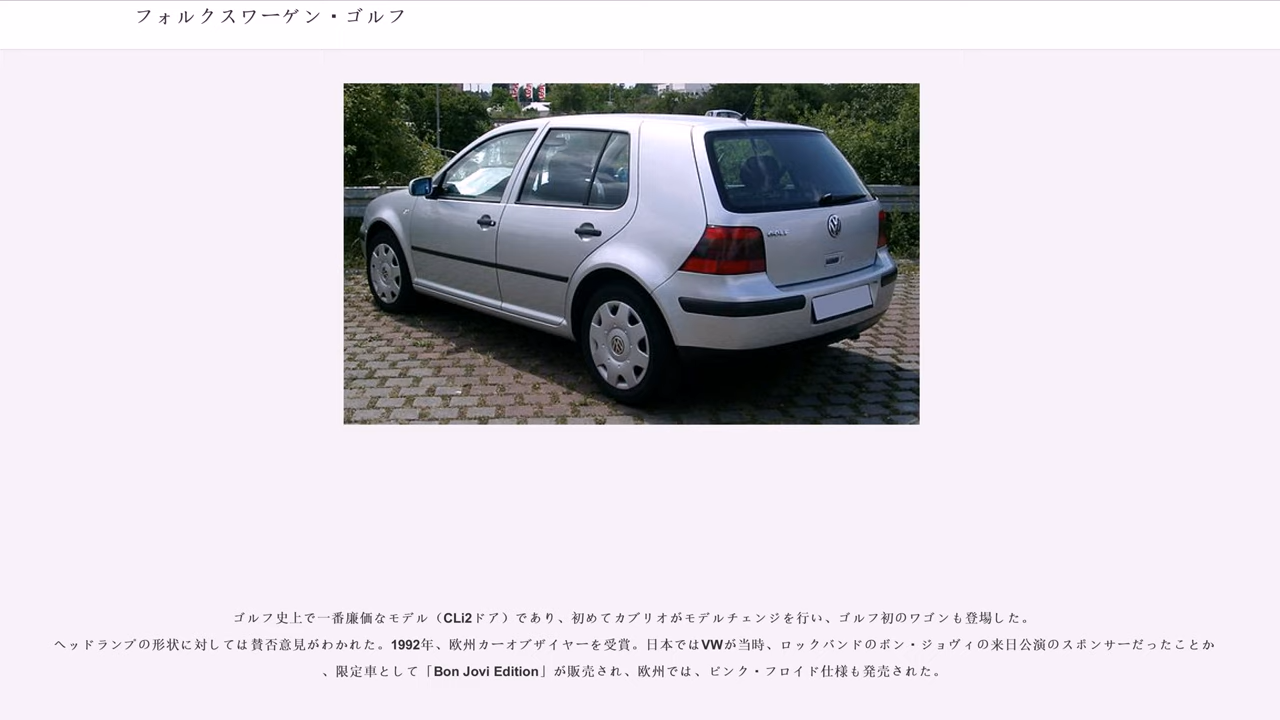 フォルクスワーゲン・ゴルフ
GOLF
ゴルフ史上で一番廉価なモデル（CLi2ドア）であり、初めてカブリオがモデルチェンジを行い、ゴルフ初のワゴンも登場した。
ヘッドランプの形状に対しては賛否意見がわかれた。1992年、欧州カーオブザイヤーを受賞。日本ではVWが当時、ロックバンドのボン・ジョヴィの来日公演のスポンサーだったことか
、限定車として「Bon Jovi Edition」が販売され、欧州では、ピンク・フロイド仕様も発売された。